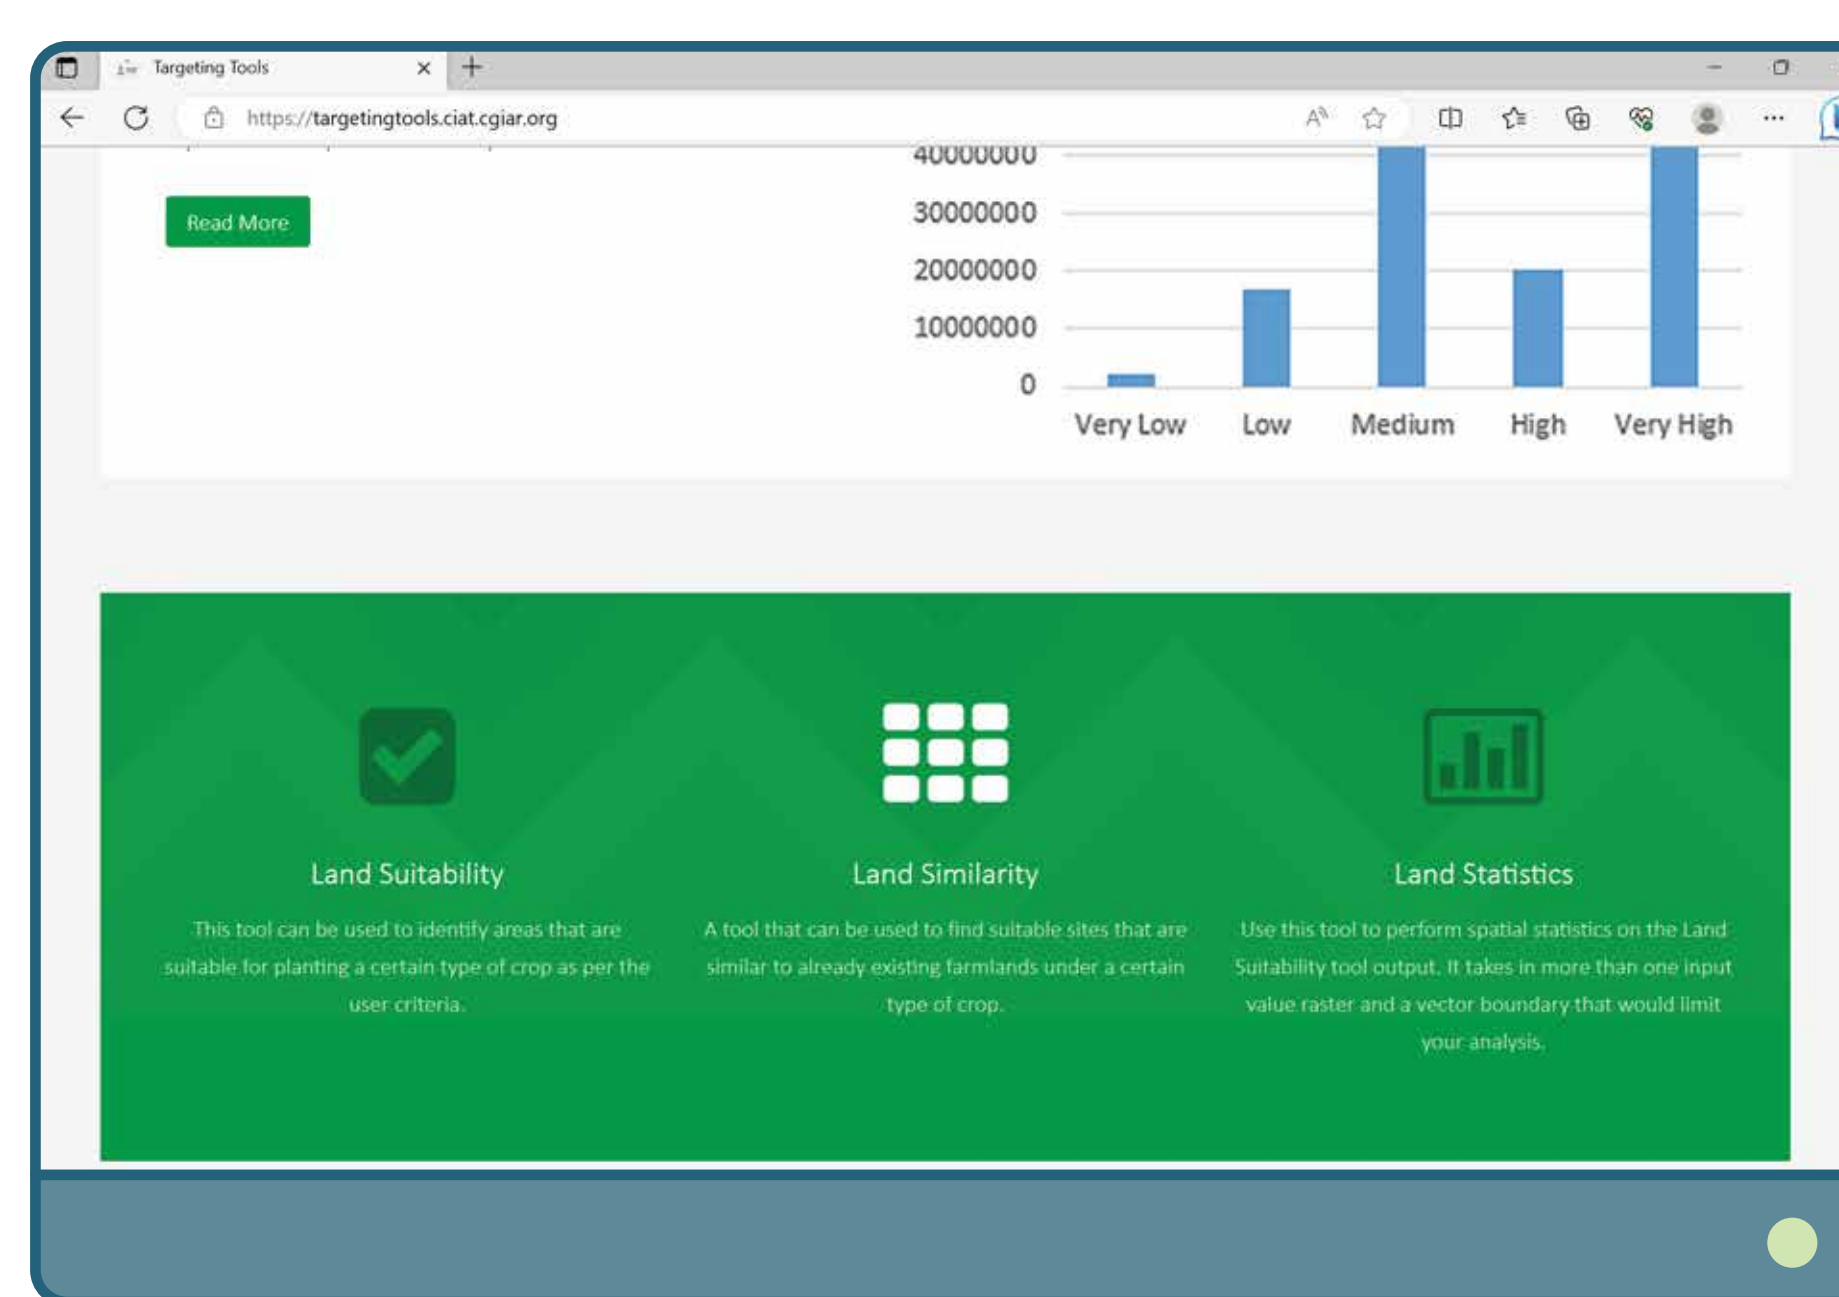 Targeting Tools
https://targetingtools.ciat.cgiar.org
Read More
40000000
30000000
20000000
10000000
0
Very Low Low Medium High Very High
Land Suitability
This tool can be used to identify areas that are
suitable for planting a certain type of crop as per the
user criteria.
Land Similarity
A tool that can be used to find suitable sites that are
similar to already existing farmlands under a certain
type of crop.
Land Statistics
Use this tool to perform spatial statistics on the Land
Suitability tool output. It takes in more than one input
value raster and a vector boundary that would limit
your analysis.